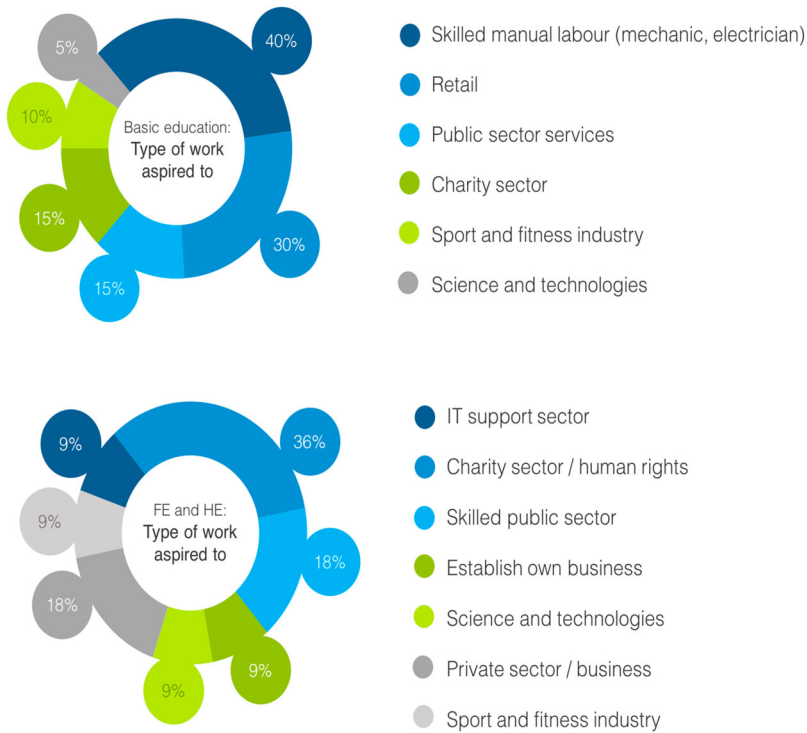 5%
40%
10%
Basic education:
Type of work
aspired to
15%
30%
15%
Skilled manual labour (mechanic, electrician)
Retail
Public sector services
Charity sector
Sport and fitness industry
Science and technologies
9%
36%
9%
FE and HE:
Type of work
aspired to
18%
18%
9%
9%
IT support sector
Charity sector / human rights
Skilled public sector
Establish own business
Science and technologies
Private sector / business
Sport and fitness industry